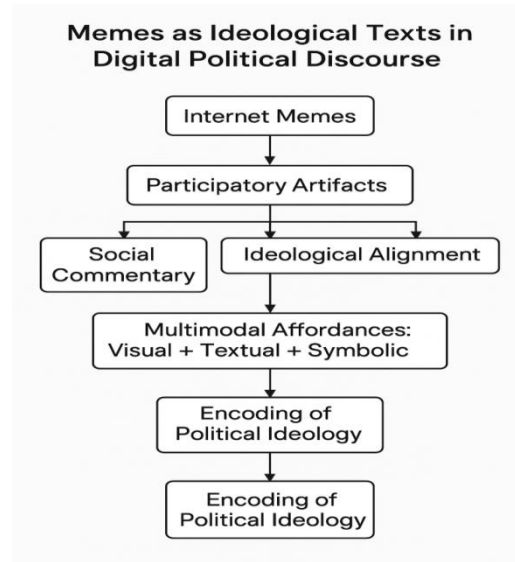 Memes as Ideological Texts in
Digital Political Discourse
Internet Memes
Participatory Artifacts
Social
Commentary
Ideological Alignment
Multimodal Affordances:
Visual + Textual + Symbolic
Encoding of
Political Ideology
Encoding of
Political Ideology